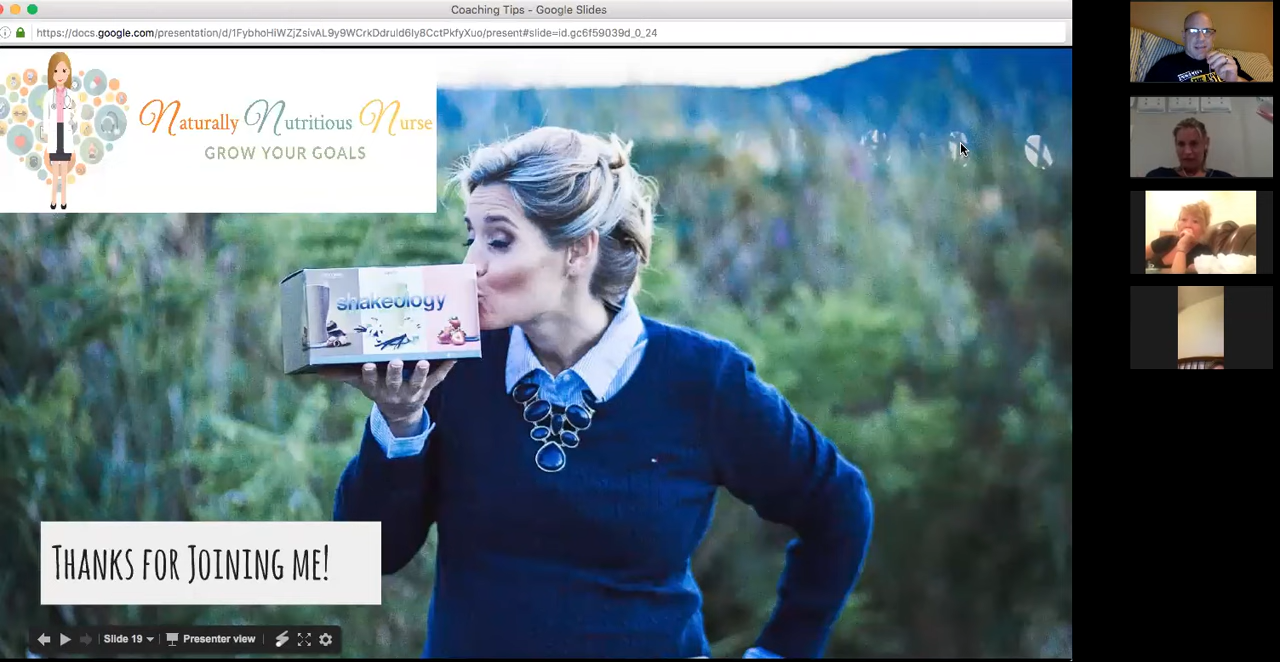 Coaching Tips - Google Slides
https://docs.google.com/presentation/d/1FybhoHiWZjZsivAL9y9WCrkDdruld6Iy8CctPkfyXuo/present#slide=id.gc6f59039d_0_24
Naturally Nutritious Nurse
GROW YOUR GOALS
shakeology
THANKS FOR JOINING ME!
Slide 19
Presenter view